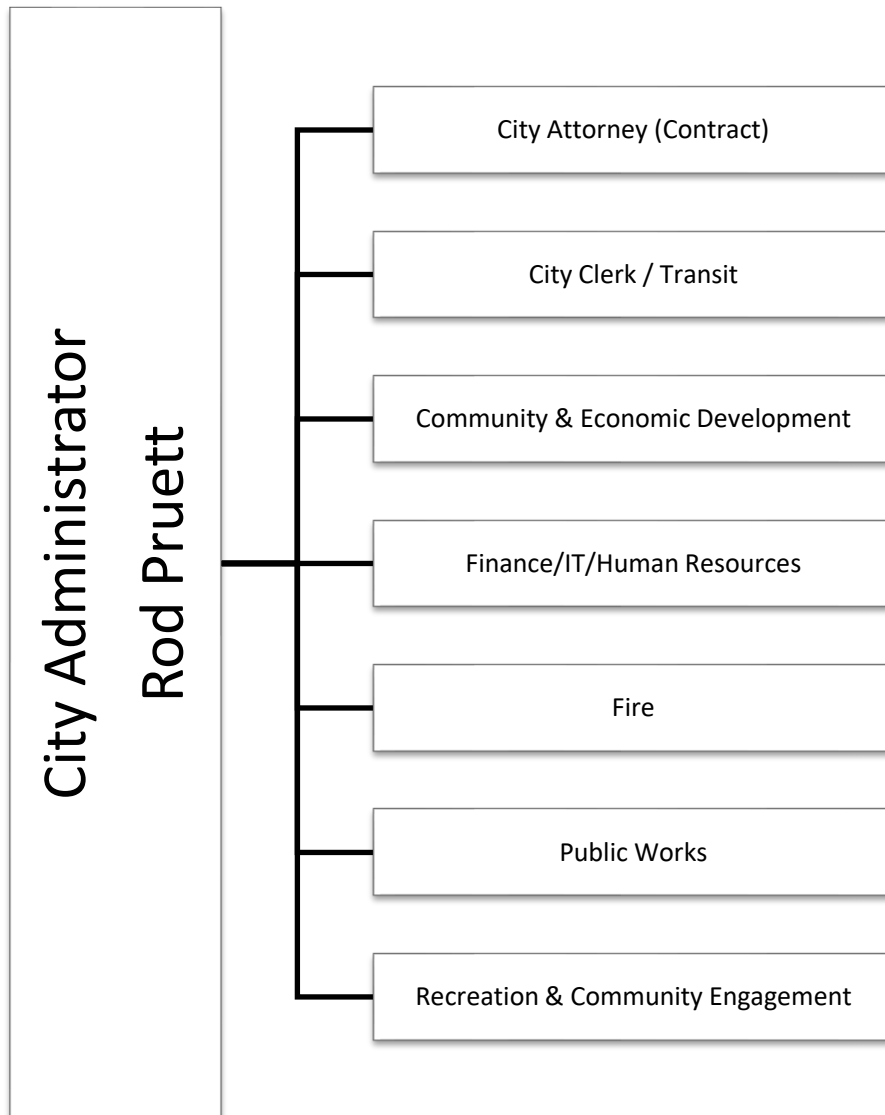 City Administrator
Rod Pruett
City Attorney (Contract)
City Clerk / Transit
Community & Economic Development
Finance/IT/Human Resources
Fire
Public Works
Recreation & Community Engagement